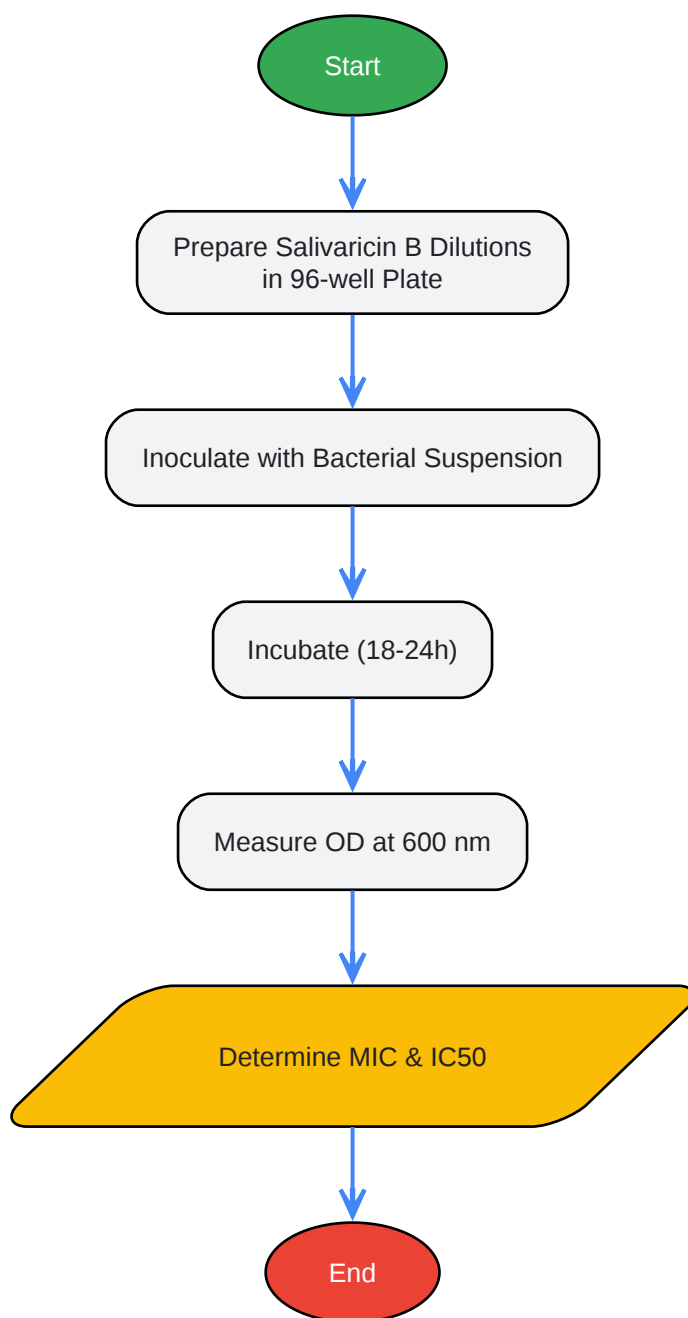 Start
Prepare Salivaricin B Dilutions
in 96-well Plate
Inoculate with Bacterial Suspension
Incubate (18-24h)
Measure OD at 600 nm
Determine MIC & IC50
End